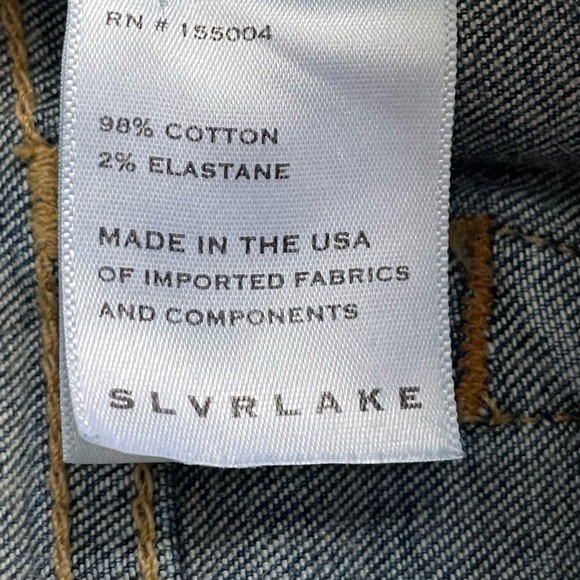 RN # 155004
98% COTTON
2% ELASTANE
MADE IN THE USA
OF IMPORTED FABRICS
AND COMPONENTS
SLVRLAKE